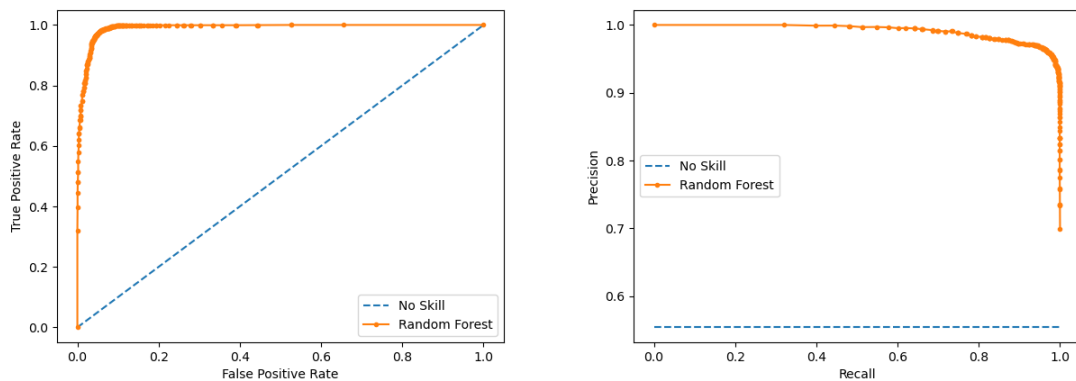 True Positive Rate
1.0
0.8
0.6
0.4
0.2
0.0
No Skill
Random Forest
0.0 0.2 0.4 0.6 0.8 1.0
False Positive Rate
Precision
1.0
0.9
0.8
0.7
0.6
No Skill
Random Forest
0.0 0.2 0.4 0.6 0.8 1.0
Recall